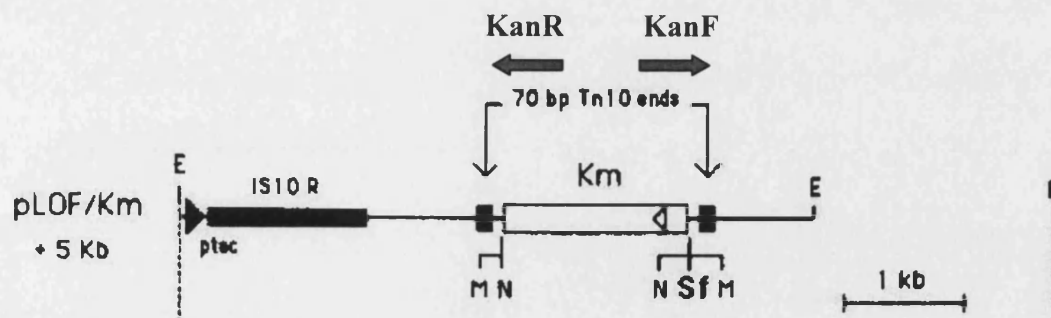 KanR KanF
70 bp Tn10 ends
E Km E
pLOF/Km IS10 R
+ 5 Kb ptac
M N N Sf M
1 kb